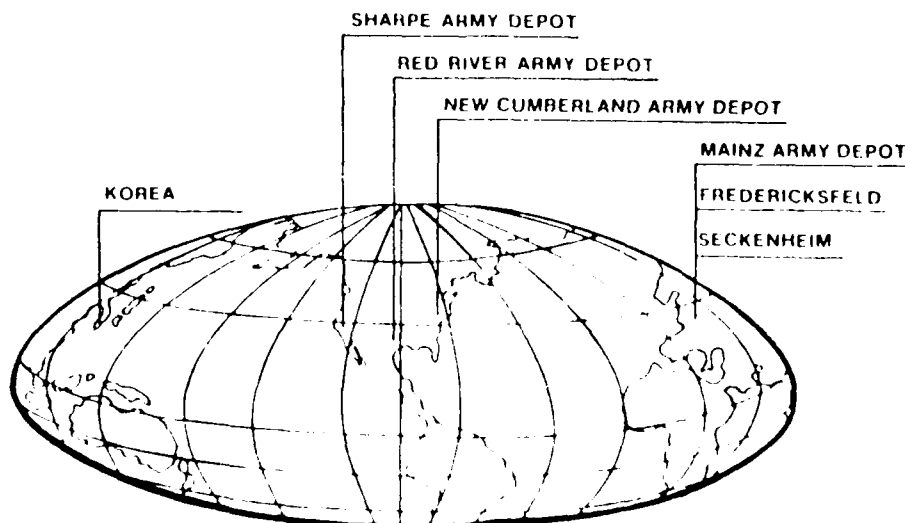 SHARPE ARMY DEPOT
RED RIVER ARMY DEPOT
NEW CUMBERLAND ARMY DEPOT
MAINZ ARMY DEPOT
KOREA
FREDERICKSFELD
SECKENHEIM